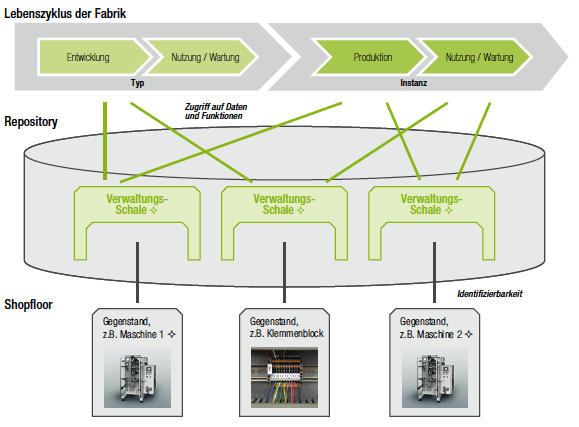 Lebenszyklus der Fabrik
Entwicklung
Nutzung / Wartung
Produktion
Nutzung / Wartung
Typ
Instanz
Zugriff auf Daten
und Funktionen
Repository
Verwaltungs-
Schale ✧
Verwaltungs-
Schale ✧
Verwaltungs-
Schale ✧
Identifizierbarkeit
Shopfloor
Gegenstand,
z.B. Maschine 1 ✧
Gegenstand,
z.B. Klemmenblock
Gegenstand,
z.B. Maschine 2 ✧